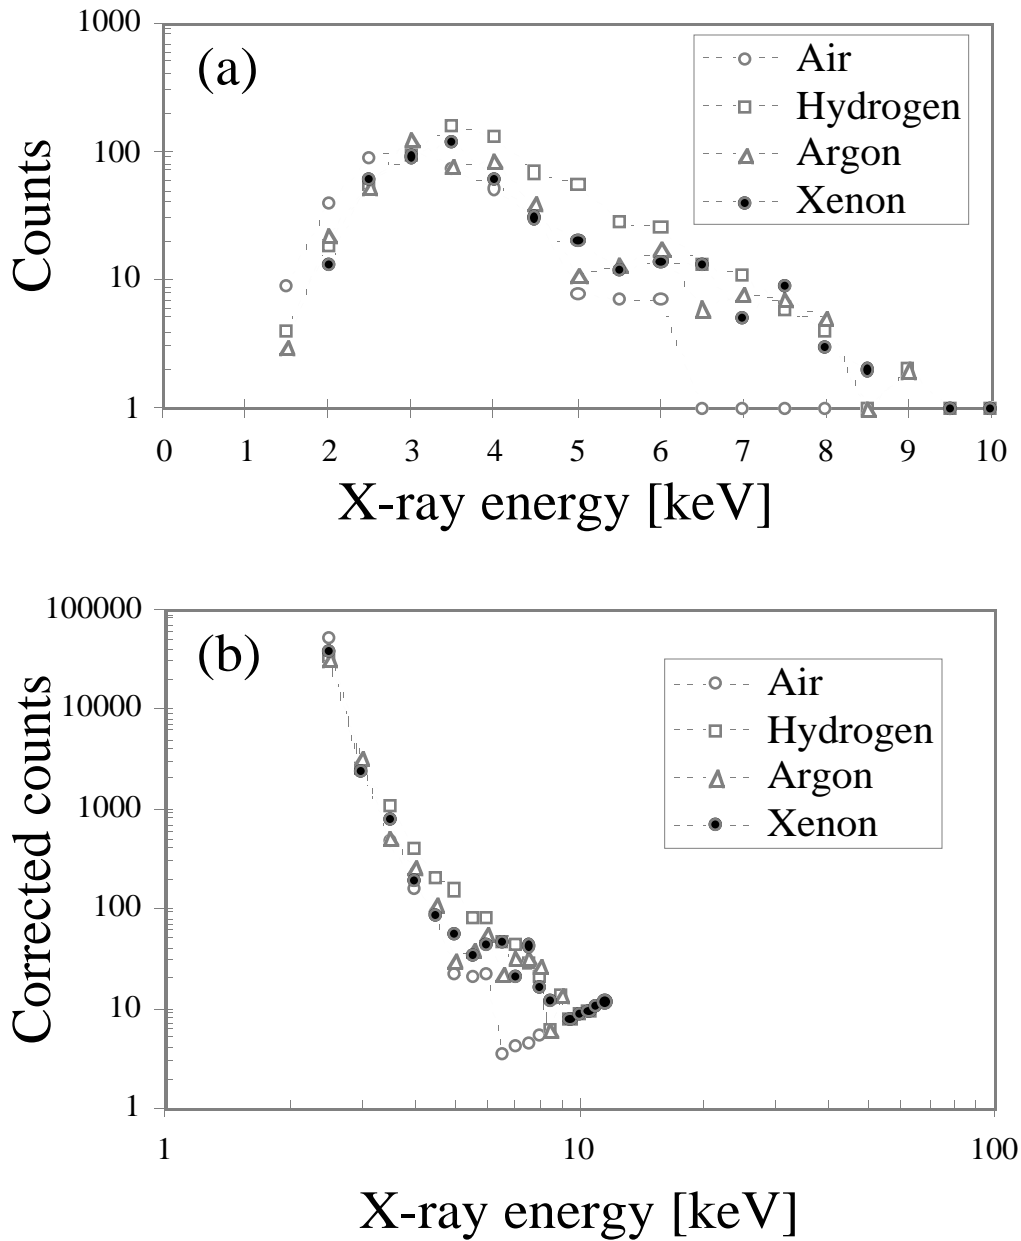 1000
(a)
Air
Hydrogen
Argon
Xenon
100
10
1
Counts
0 1 2 3 4 5 6 7 8 9 10
X-ray energy [keV]
100000
(b)
Air
Hydrogen
Argon
Xenon
10000
1000
100
10
1
Corrected counts
1 10 100
X-ray energy [keV]